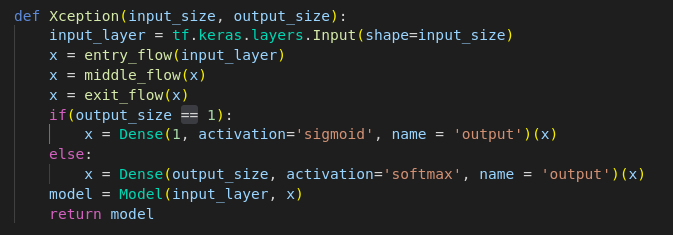 def Xception(input_size, output_size):
    input_layer = tf.keras.layers.Input(shape=input_size)
    x = entry_flow(input_layer)
    x = middle_flow(x)
    x = exit_flow(x)
    if(output_size == 1):
        x = Dense(1, activation='sigmoid', name = 'output')(x)
    else:
        x = Dense(output_size, activation='softmax', name = 'output')(x)
    model = Model(input_layer, x)
    return model